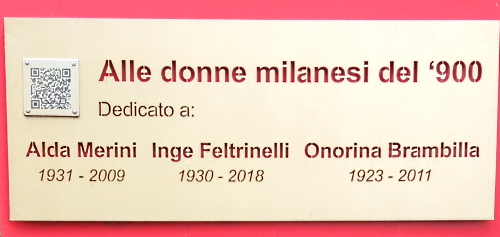 Alle donne milanesi del ‘900
Dedicato a:
Alda Merini Inge Feltrinelli Onorina Brambilla
1931 - 2009 1930 - 2018 1923 - 2011